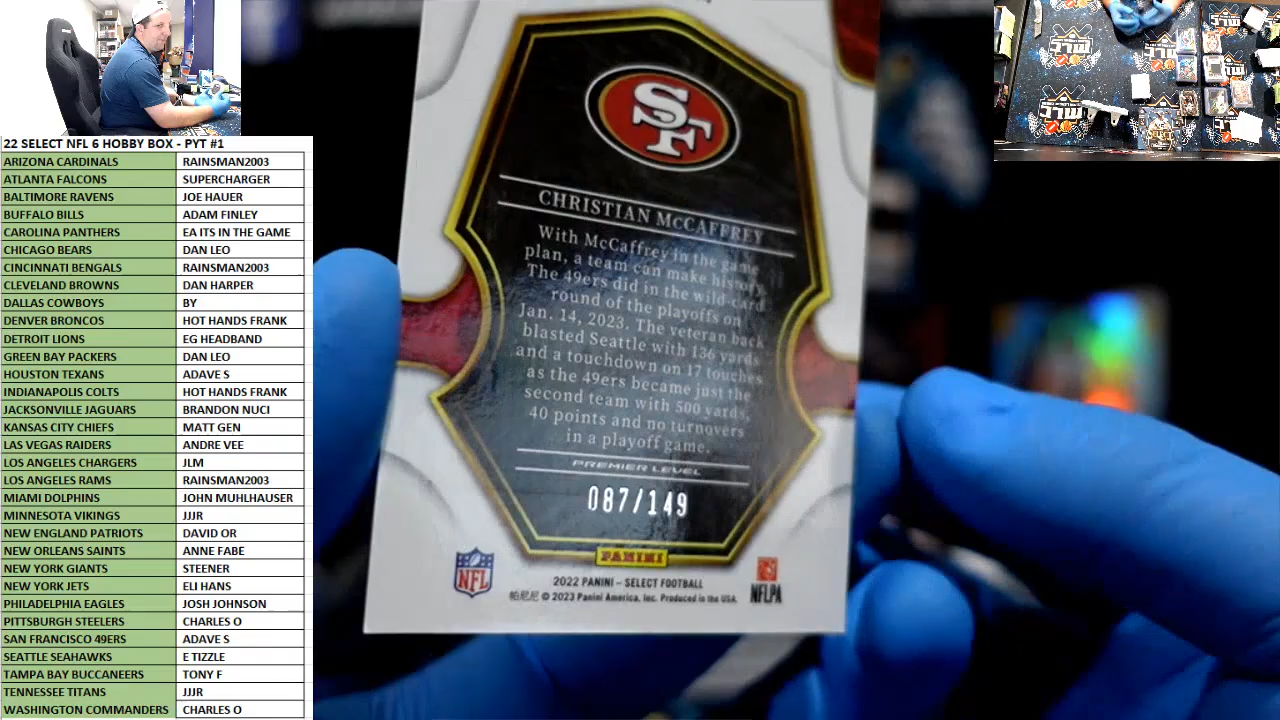 22 SELECT NFL 6 HOBBY BOX - PYT #1
ARIZONA CARDINALS RAINSMAN2003
ATLANTA FALCONS SUPERCHARGER
BALTIMORE RAVENS JOE HAUER
BUFFALO BILLS ADAM FINLEY
CAROLINA PANTHERS EA ITS IN THE GAME
CHICAGO BEARS DAN LEO
CINCINNATI BENGALS RAINSMAN2003
CLEVELAND BROWNS DAN HARPER
DALLAS COWBOYS BY
DENVER BRONCOS HOT HANDS FRANK
DETROIT LIONS EG HEADBAND
GREEN BAY PACKERS DAN LEO
HOUSTON TEXANS ADAVE S
INDIANAPOLIS COLTS HOT HANDS FRANK
JACKSONVILLE JAGUARS BRANDON NUCI
KANSAS CITY CHIEFS MATT GEN
LAS VEGAS RAIDERS ANDRE VEE
LOS ANGELES CHARGERS JLM
LOS ANGELES RAMS RAINSMAN2003
MIAMI DOLPHINS JOHN MUHLHAUSER
MINNESOTA VIKINGS JJJR
NEW ENGLAND PATRIOTS DAVID OR
NEW ORLEANS SAINTS ANNE FABE
NEW YORK GIANTS STEENER
NEW YORK JETS ELI HANS
PHILADELPHIA EAGLES JOSH JOHNSON
PITTSBURGH STEELERS CHARLES O
SAN FRANCISCO 49ERS ADAVE S
SEATTLE SEAHAWKS E TIZZLE
TAMPA BAY BUCCANEERS TONY F
TENNESSEE TITANS JJJR
WASHINGTON COMMANDERS CHARLES O
SF
CHRISTIAN McCAFFREY
With McCaffrey in the game
plan, a team can make history.
The 49ers did in the wild-card
round of the playoffs on
Jan. 14, 2023. The veteran back
blasted Seattle with 136 yards
and a touchdown on 17 touches
as the 49ers became just the
second team with 500 yards,
40 points and no turnovers
in a playoff game.
PREMIER LEVEL
087/149
PANINI
NFL
NFLPA
2022 PANINI – SELECT FOOTBALL
帕尼尼 © 2023 Panini America, Inc. Produced in the USA.